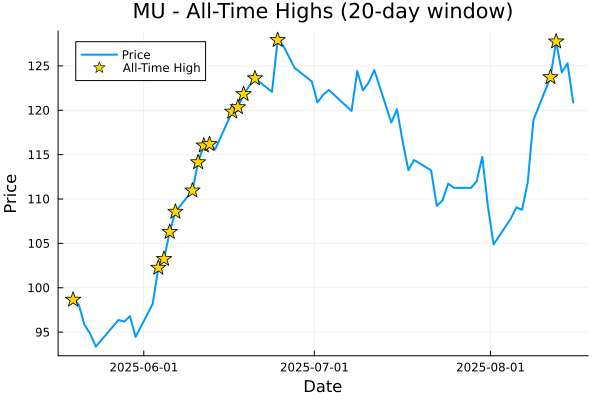 MU - All-Time Highs (20-day window)
Price
All-Time High
125
120
115
110
105
100
95
Price
2025-06-01
2025-07-01
2025-08-01
Date